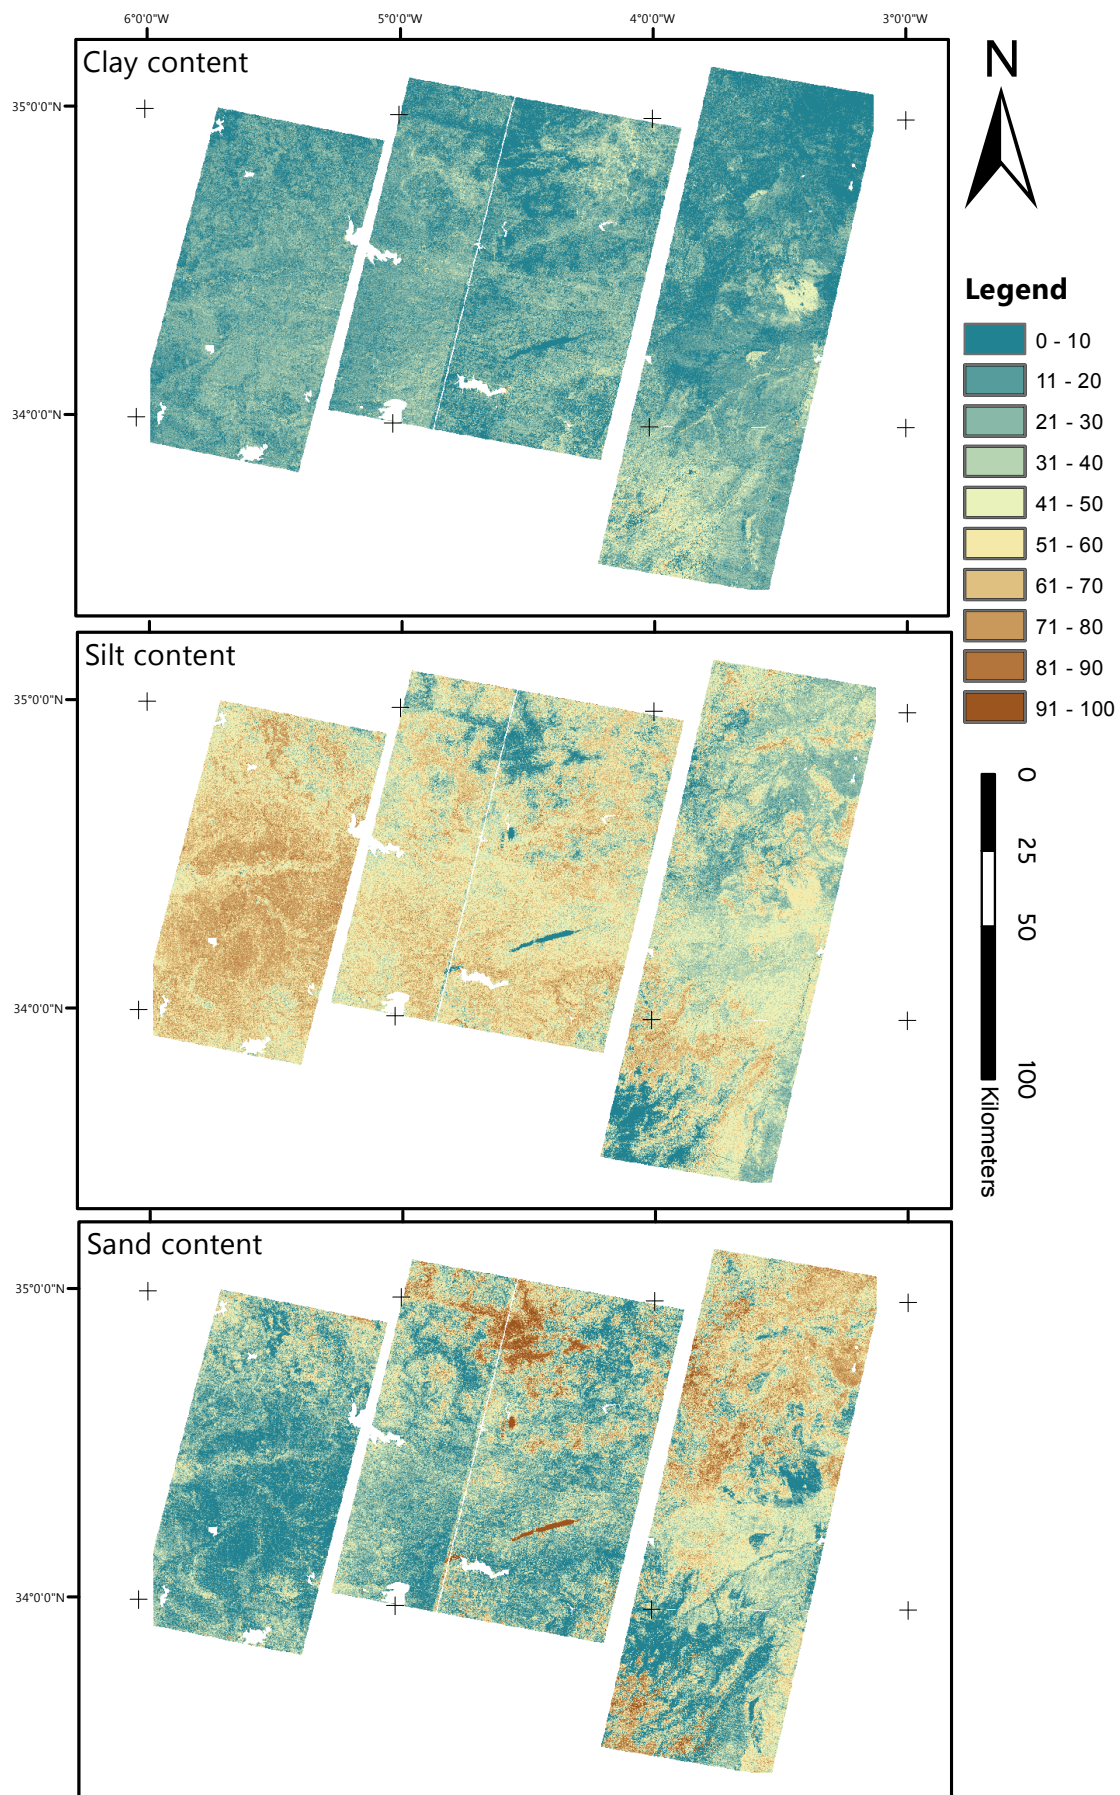 6°0'0"W 5°0'0"W 4°0'0"W 3°0'0"W
Clay content
35°0'0"N
34°0'0"N
N
Legend
0 - 10
11 - 20
21 - 30
31 - 40
41 - 50
51 - 60
61 - 70
71 - 80
81 - 90
91 - 100
Silt content
35°0'0"N
34°0'0"N
0 25 50 100
Kilometers
Sand content
35°0'0"N
34°0'0"N